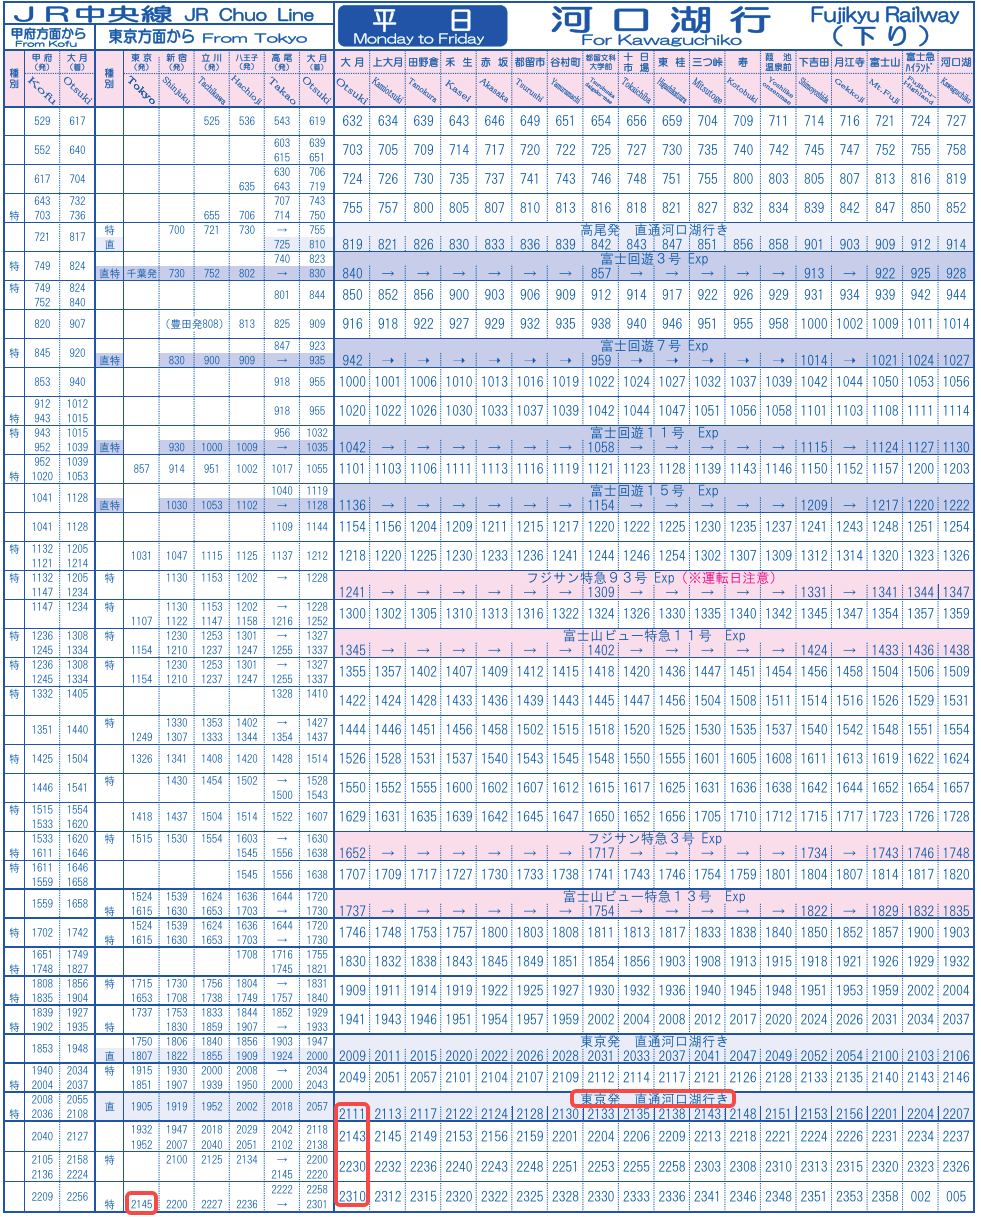 JR中央線 JR Chuo Line
平 日
Monday to Friday
河口湖行
For Kawaguchiko
Fujikyu Railway
(下り)
甲府方面から
From Kofu
東京方面から From Tokyo
種別 甲府(発) 大月(着) 種別 東京(発) 新宿(発) 立川(発) 八王子(発) 高尾(発) 大月(着) 大月 上大月 田野倉 禾生 赤坂 都留市 谷村町 都留文科大学前 十日市場 東桂 三つ峠 寿 葭池温泉前 下吉田 月江寺 富士山 富士急ハイランド 河口湖
Kofu Otsuki Tokyo Shinjuku Tachikawa Hachioji Takao Otsuki Otsuki Kamiotsuki Tanokura Kasei Akasaka Tsurushi Yamuramachi Tokaichiba Higashikatsura Mitsutoge Kotobuki Yoshiike onsenmae Shimoyoshida Gekkoji Mt.Fuji Fujikyu-Highland Kawaguchiko
529 617 525 536 543 619 632 634 639 643 646 649 651 654 656 659 704 709 711 714 716 721 724 727
552 640 603 639 703 705 709 714 717 720 722 725 727 730 735 740 742 745 747 752 755 758
615 651
617 704 630 706 724 726 730 735 737 741 743 746 748 751 755 800 803 805 807 813 816 819
635 643 719
643 732 707 743 755 757 800 805 807 810 813 816 818 821 827 832 834 839 842 847 850 852
特 703 736 655 706 714 750
721 817 特 700 721 730 → 755 高尾発 直通河口湖行き
直 725 810 819 821 826 830 833 836 839 842 843 847 851 856 858 901 903 909 912 914
特 749 824 740 823 富士回遊3号 Exp
直特 千葉発 730 752 802 → 830 840 → → → → → → 857 → → → → → 913 → 922 925 928
特 749 824 801 844 850 852 856 900 903 906 909 912 914 917 922 926 929 931 934 939 942 944
752 840
820 907 (豊田発808) 813 825 909 916 918 922 927 929 932 935 938 940 946 951 955 958 1000 1002 1009 1011 1014
特 845 920 847 923 富士回遊7号 Exp
直特 830 900 909 → 935 942 → → → → → → 959 → → → → → 1014 → 1021 1024 1027
853 940 918 955 1000 1001 1006 1010 1013 1016 1019 1022 1024 1027 1032 1037 1039 1042 1044 1050 1053 1056
912 1012 918 955 1020 1022 1026 1030 1033 1037 1039 1042 1044 1047 1051 1056 1058 1101 1103 1108 1111 1114
特 943 1015
特 943 1015 956 1032 富士回遊11号 Exp
952 1039 直特 930 1000 1009 → 1035 1042 → → → → → → 1058 → → → → → 1115 → 1124 1127 1130
952 1039 857 914 951 1002 1017 1055 1101 1103 1106 1111 1113 1116 1119 1121 1123 1128 1139 1143 1146 1150 1152 1157 1200 1203
特 1020 1053
1041 1128 1040 1119 富士回遊15号 Exp
直特 1030 1053 1102 → 1128 1136 → → → → → → 1154 → → → → → 1209 → 1217 1220 1222
1041 1128 1109 1144 1154 1156 1204 1209 1211 1215 1217 1220 1222 1225 1230 1235 1237 1241 1243 1248 1251 1254
特 1132 1205 1031 1047 1115 1125 1137 1212 1218 1220 1225 1230 1233 1236 1241 1244 1246 1254 1302 1307 1309 1312 1314 1320 1323 1326
1121 1214
特 1132 1205 特 1130 1153 1202 → 1228 フジサン特急93号 Exp (※運転日注意)
1147 1234 1241 → → → → → → 1309 → → → → → 1331 → 1341 1344 1347
1147 1234 特 1130 1153 1202 → 1228 1300 1302 1305 1310 1313 1316 1322 1324 1326 1330 1335 1340 1342 1345 1347 1354 1357 1359
1107 1122 1147 1158 1216 1252
特 1236 1308 特 1230 1253 1301 → 1327 富士山ビュー特急11号 Exp
1245 1334 1154 1210 1237 1247 1255 1337 1345 → → → → → → 1402 → → → → → 1424 → 1433 1436 1438
特 1236 1308 特 1230 1253 1301 → 1327 1355 1357 1402 1407 1409 1412 1415 1418 1420 1436 1447 1451 1454 1456 1458 1504 1506 1509
1245 1334 1154 1210 1237 1247 1255 1337
特 1332 1405 1328 1410 1422 1424 1428 1433 1436 1439 1443 1445 1447 1456 1504 1508 1511 1514 1516 1526 1529 1531
1351 1440 特 1330 1353 1402 → 1427 1444 1446 1451 1456 1458 1502 1515 1518 1520 1525 1530 1535 1537 1540 1542 1549 1551 1554
1249 1307 1333 1344 1354 1437
特 1425 1504 1326 1341 1408 1420 1428 1514 1526 1528 1531 1537 1540 1543 1545 1548 1550 1555 1601 1605 1608 1611 1613 1619 1622 1624
1446 1541 特 1430 1454 1502 → 1528 1550 1552 1555 1600 1602 1607 1612 1615 1617 1625 1631 1636 1638 1642 1644 1652 1654 1657
1500 1543
特 1515 1554 1418 1437 1504 1514 1522 1607 1629 1631 1635 1639 1642 1645 1647 1650 1652 1656 1705 1710 1712 1715 1717 1723 1726 1728
1533 1620
1533 1620 特 1515 1530 1554 1603 → 1630 フジサン特急3号 Exp
特 1611 1646 1545 1556 1638 1652 → → → → → → 1717 → → → → → 1734 → 1743 1746 1748
特 1611 1646 1545 1556 1638 1707 1709 1717 1727 1730 1733 1738 1741 1743 1746 1754 1759 1801 1804 1807 1814 1817 1820
1559 1658
1559 1658 1524 1539 1624 1636 1644 1720 富士山ビュー特急13号 Exp
特 1615 1630 1653 1703 → 1730 1737 → → → → → → 1754 → → → → → 1822 → 1829 1832 1835
特 1702 1742 1524 1539 1624 1636 1644 1720 1746 1748 1753 1757 1800 1803 1808 1811 1813 1817 1833 1838 1840 1850 1852 1857 1900 1903
特 1615 1630 1653 1703 → 1730
1651 1749 1708 1716 1755 1830 1832 1838 1843 1845 1849 1851 1854 1856 1903 1908 1913 1915 1918 1921 1926 1929 1932
特 1748 1827 1745 1821
1808 1856 特 1715 1730 1756 1804 → 1831 1909 1911 1914 1919 1922 1925 1927 1930 1932 1936 1940 1945 1948 1951 1953 1959 2002 2004
特 1835 1904 1653 1708 1738 1749 1757 1840
1839 1927 1737 1753 1833 1844 1852 1929 1941 1943 1946 1951 1954 1957 1959 2002 2004 2008 2012 2017 2020 2024 2026 2031 2034 2037
特 1902 1935 特 1830 1859 1907 → 1933
1853 1948 1750 1806 1840 1856 1903 1947 東京発 直通河口湖行き
直 1807 1822 1855 1909 1924 2000 2009 2011 2015 2020 2022 2026 2028 2031 2033 2037 2041 2047 2049 2052 2054 2100 2103 2106
1940 2034 特 1915 1930 2000 2008 → 2034 2049 2051 2057 2101 2104 2107 2109 2112 2114 2117 2121 2126 2128 2133 2135 2140 2143 2146
特 2004 2037 1851 1907 1939 1950 2000 2043
2008 2055 直 1905 1919 1952 2002 2018 2057 東京発 直通河口湖行き
特 2036 2108 2111 2113 2117 2122 2124 2128 2130 2133 2135 2138 2143 2148 2151 2153 2156 2201 2204 2207
2040 2127 1932 1947 2018 2029 2042 2118 2143 2145 2149 2153 2156 2159 2201 2204 2206 2209 2213 2218 2221 2224 2226 2231 2234 2237
1952 2007 2040 2051 2102 2138
2105 2158 特 2100 2125 2134 → 2200 2230 2232 2236 2240 2243 2248 2251 2253 2255 2258 2303 2308 2310 2313 2315 2320 2323 2326
2136 2224 2145 2220
2209 2256 2222 2258 2310 2312 2315 2320 2322 2325 2328 2330 2333 2336 2341 2346 2348 2351 2353 2358 002 005
特 2145 2200 2227 2236 → 2301